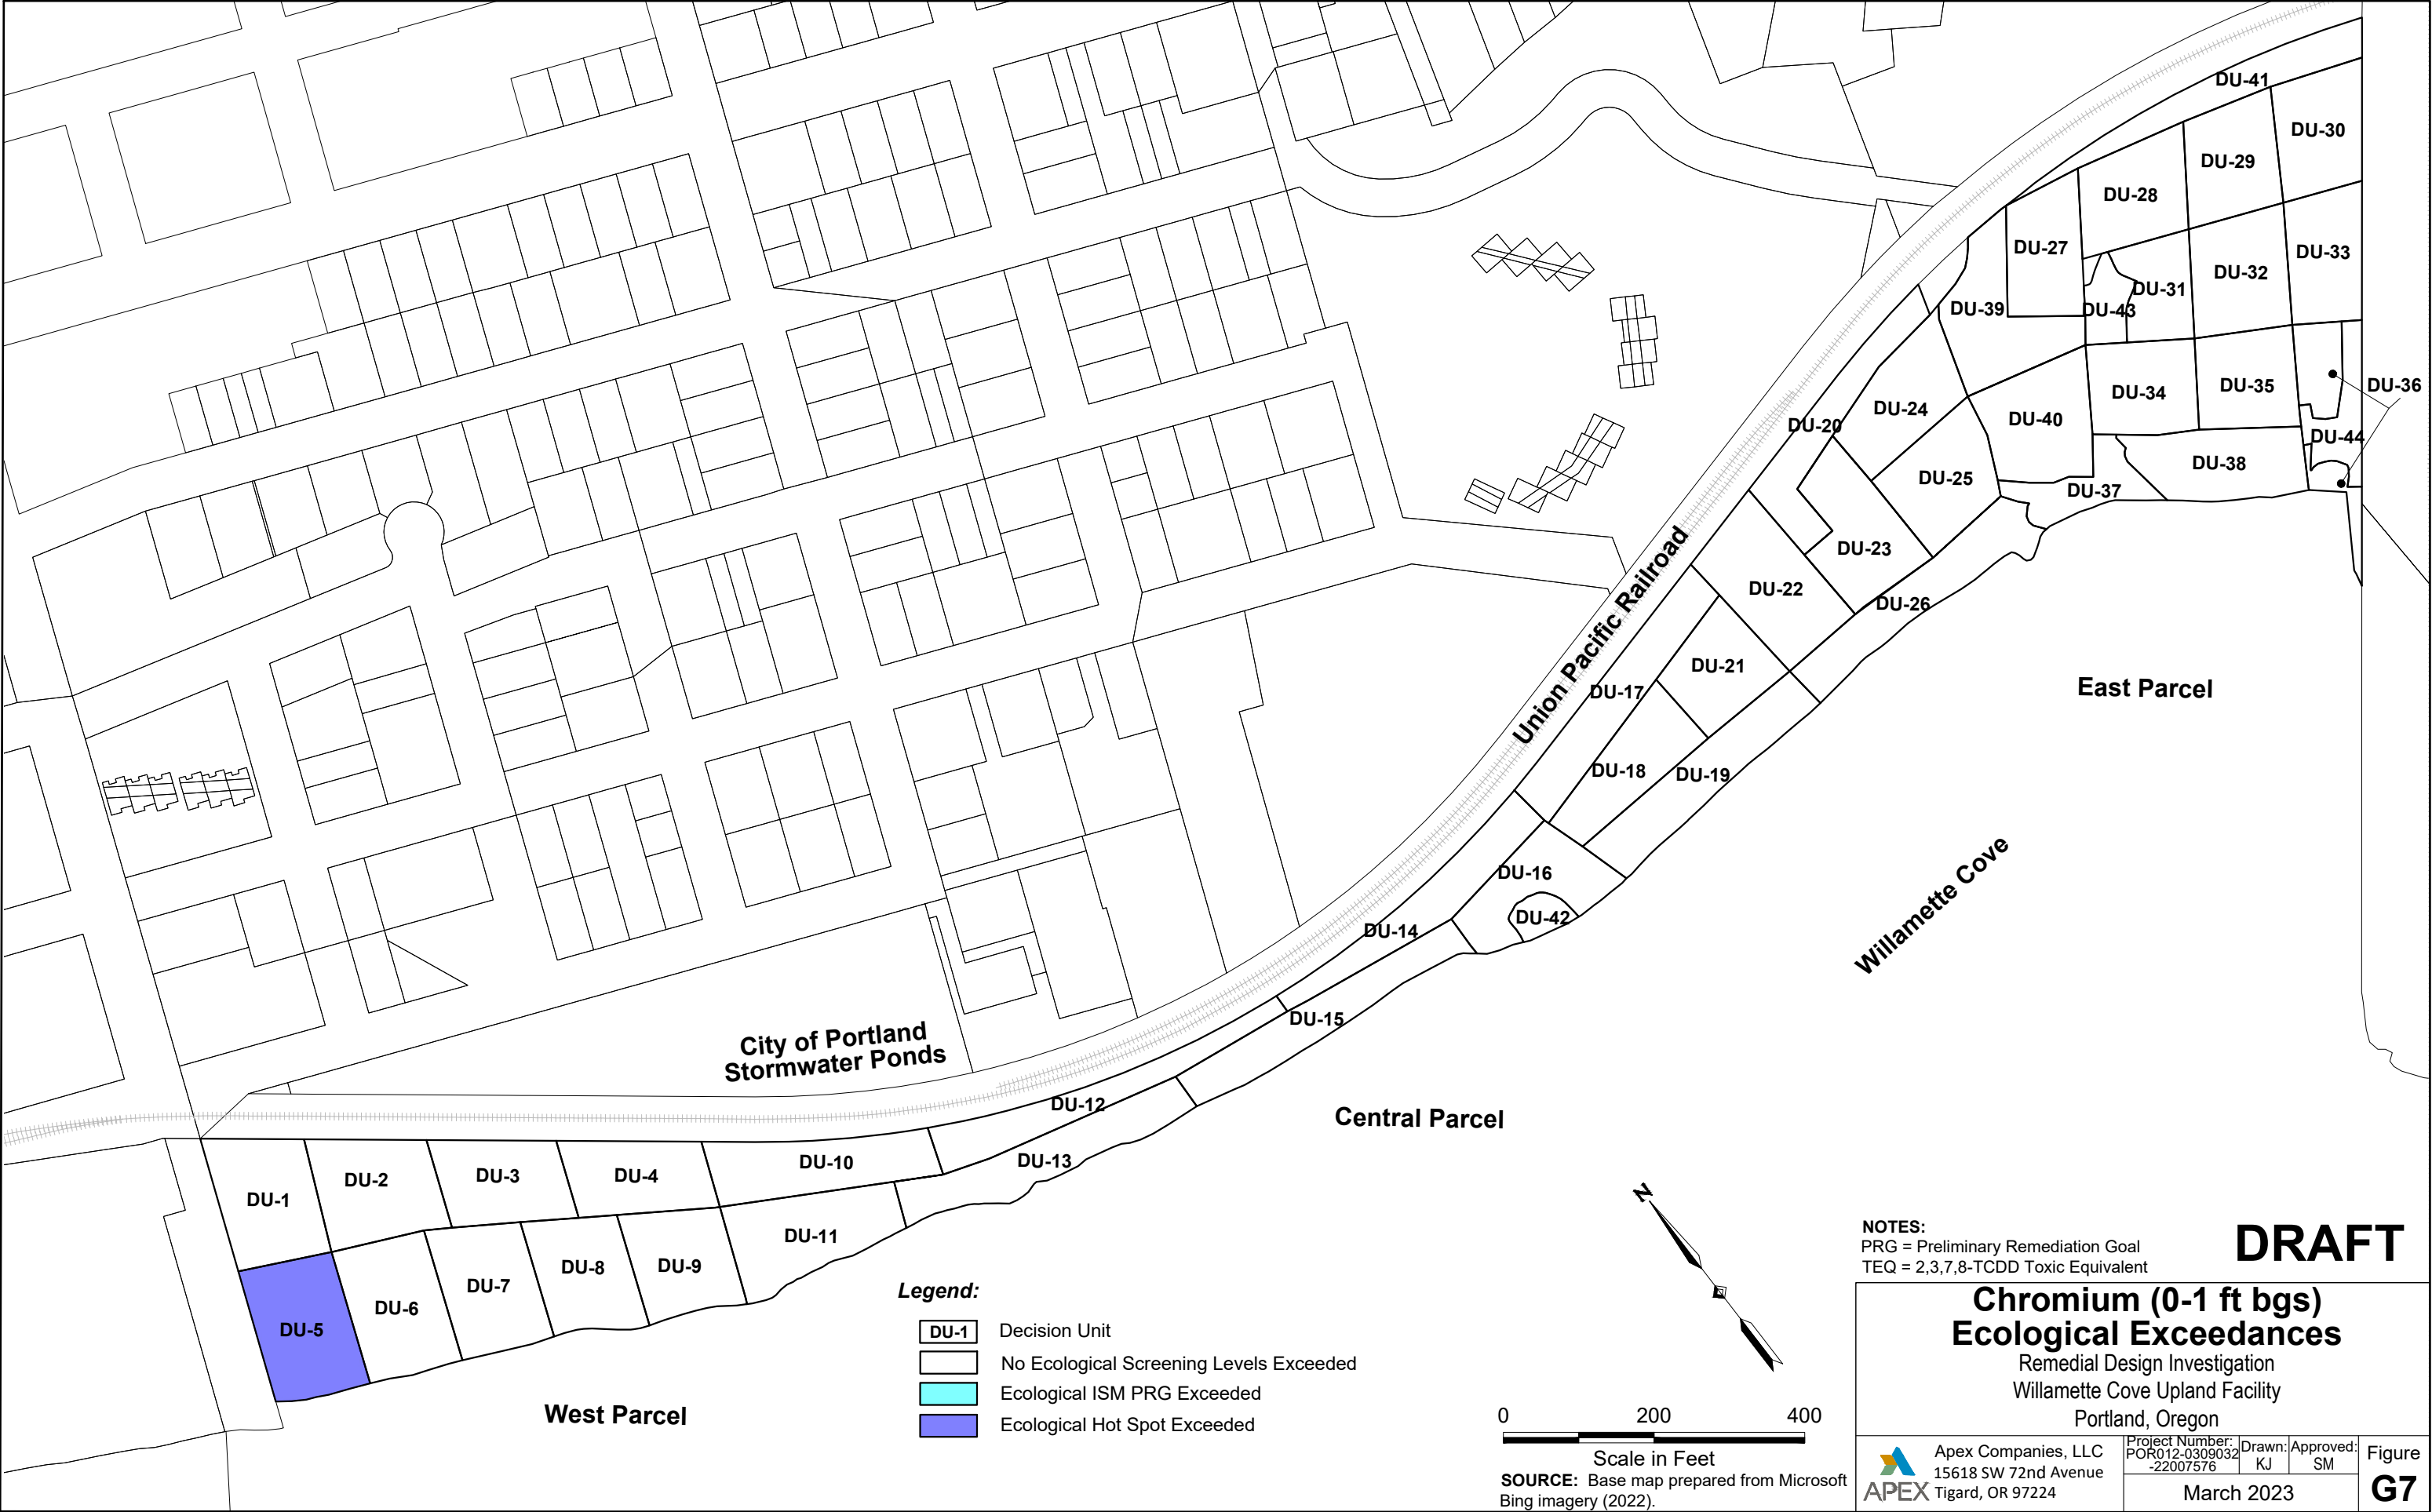 DU-41
DU-30
DU-29
DU-28
DU-27
DU-33
DU-32
DU-31
DU-43
DU-39
DU-36
DU-35
DU-34
DU-24
DU-40
DU-20
DU-44
DU-38
DU-25
DU-37
DU-23
DU-22
DU-26
Union Pacific Railroad
DU-21
DU-17
East Parcel
DU-18
DU-19
DU-16
DU-42
DU-14
Willamette Cove
DU-15
City of Portland
Stormwater Ponds
DU-12
Central Parcel
DU-13
DU-10
DU-4
DU-3
DU-2
DU-1
DU-11
DU-9
DU-8
DU-7
DU-6
DU-5
West Parcel
Legend:
DU-1 Decision Unit
No Ecological Screening Levels Exceeded
Ecological ISM PRG Exceeded
Ecological Hot Spot Exceeded
N
0 200 400
Scale in Feet
SOURCE: Base map prepared from Microsoft
Bing imagery (2022).
NOTES:
PRG = Preliminary Remediation Goal
TEQ = 2,3,7,8-TCDD Toxic Equivalent
DRAFT
Chromium (0-1 ft bgs)
Ecological Exceedances
Remedial Design Investigation
Willamette Cove Upland Facility
Portland, Oregon
APEX
Apex Companies, LLC
15618 SW 72nd Avenue
Tigard, OR 97224
Project Number:
POR012-0309032
-22007576
Drawn:
KJ
Approved:
SM
March 2023
Figure
G7